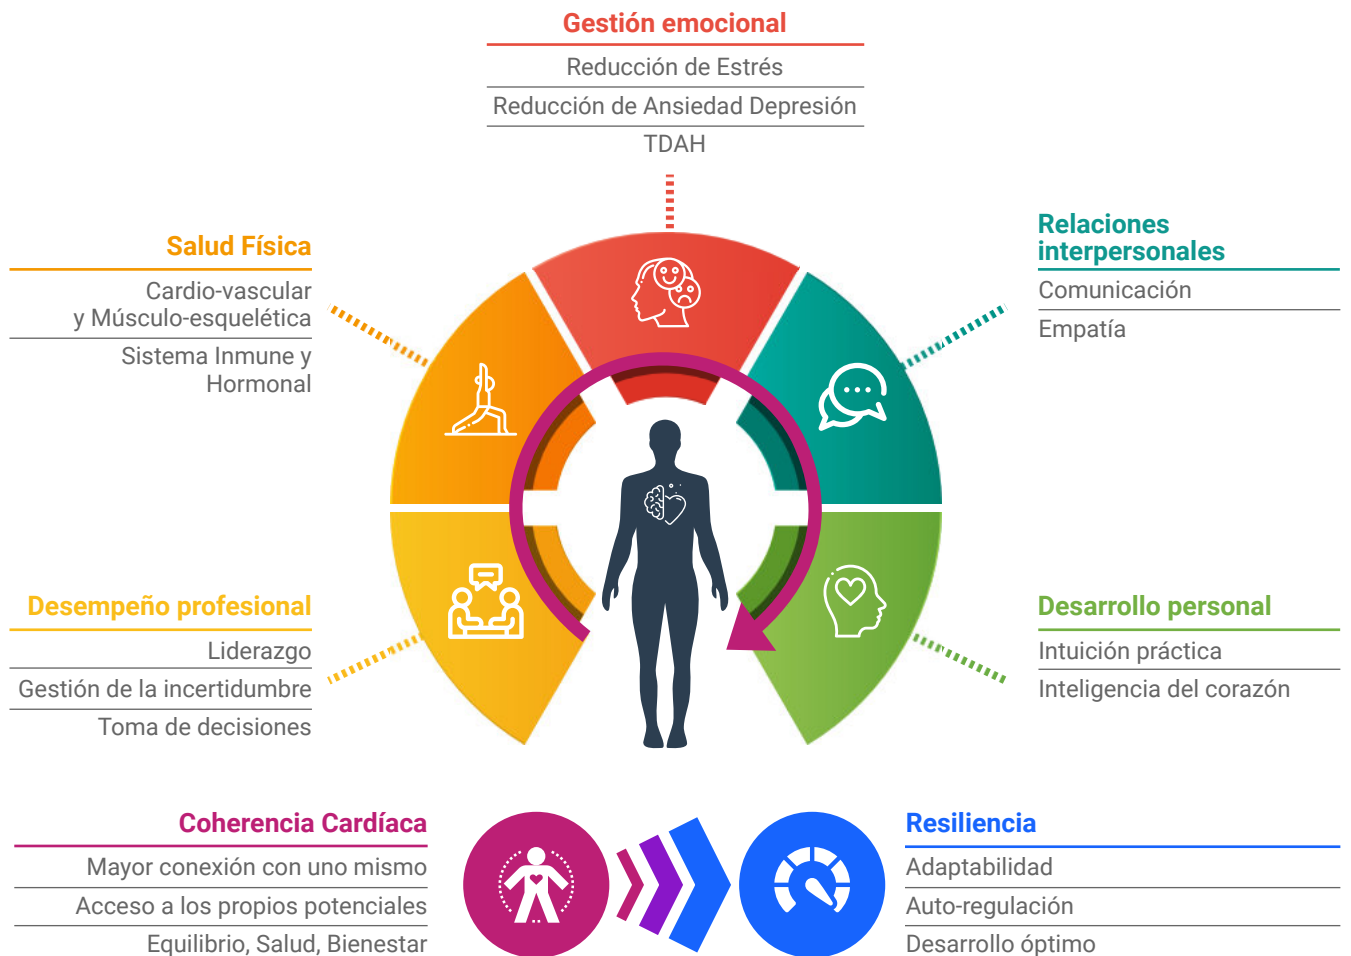 Gestión emocional
Reducción de Estrés
Reducción de Ansiedad Depresión
TDAH
Salud Física
Cardio-vascular
y Músculo-esquelética
Sistema Inmune y
Hormonal
Relaciones
interpersonales
Comunicación
Empatía
Desempeño profesional
Liderazgo
Gestión de la incertidumbre
Toma de decisiones
Desarrollo personal
Intuición práctica
Inteligencia del corazón
Coherencia Cardíaca
Mayor conexión con uno mismo
Acceso a los propios potenciales
Equilibrio, Salud, Bienestar
Resiliencia
Adaptabilidad
Auto-regulación
Desarrollo óptimo